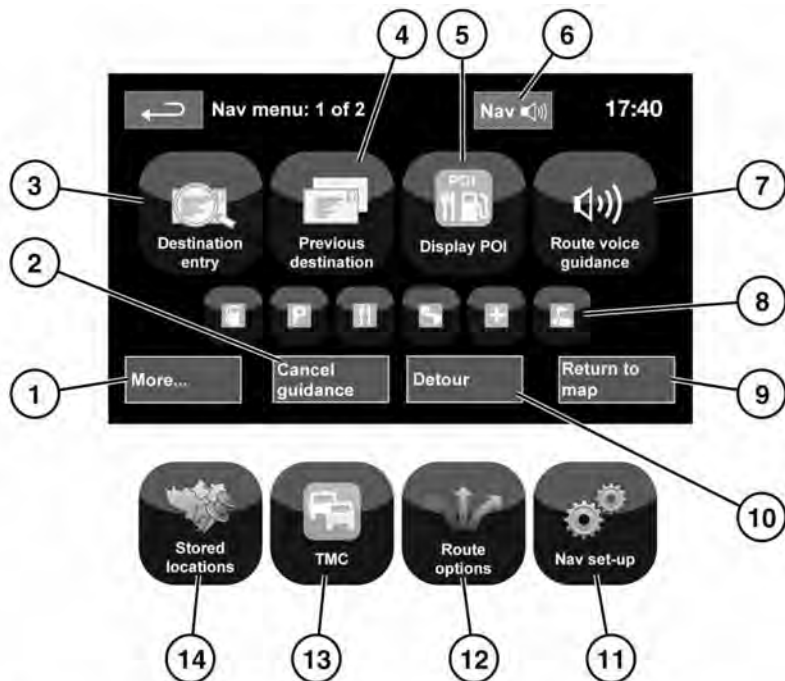 4
5
6
Nav menu: 1 of 2
Nav
17:40
3
POI
7
Destination
entry
Previous
destination
Display POI
Route voice
guidance
2
P
8
More...
Cancel
guidance
Detour
Return to
map
1
9
10
Stored
locations
TMC
Route
options
Nav set-up
14
13
12
11